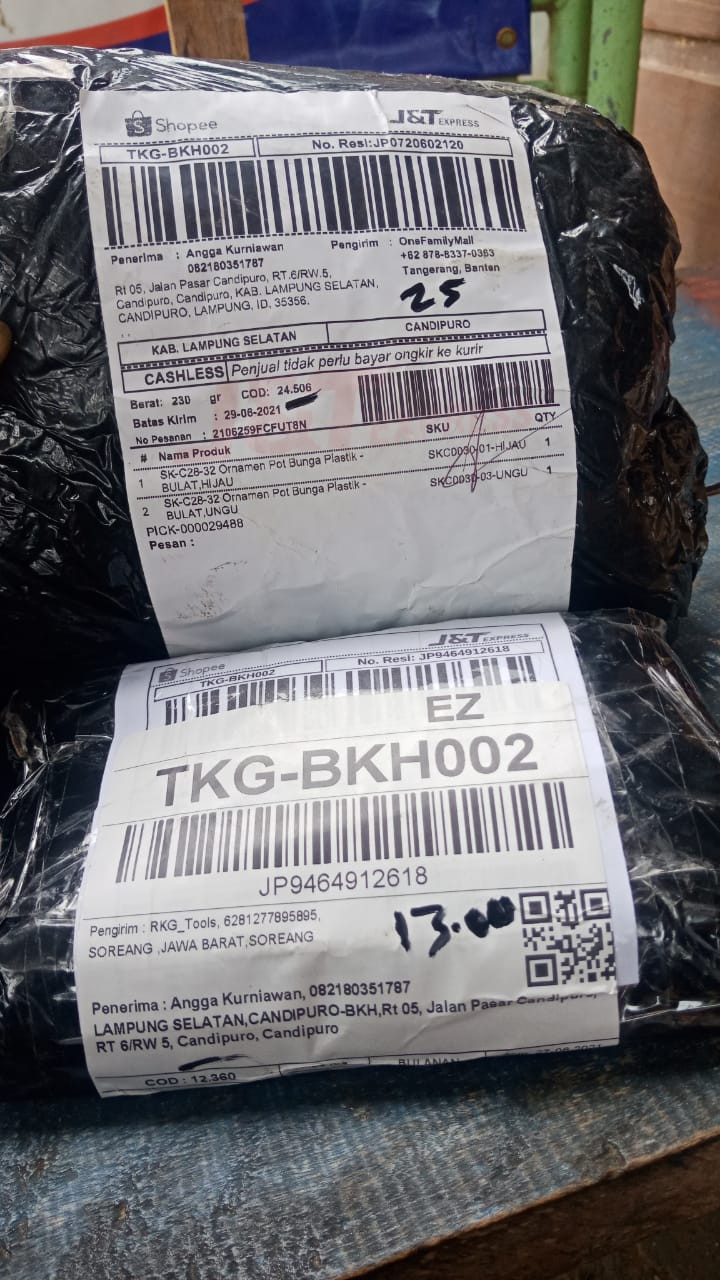 Shopee
J&T EXPRESS
TKG-BKH002
No. Resi:JP0720602120
Penerima : Angga Kurniawan
082180351787
Pengirim : OneFamilyMall
+62 878-8337-0363
Tangerang, Banten
Rt 05, Jalan Pasar Candipuro, RT.6/RW.5,
Candipuro, Candipuro, KAB. LAMPUNG SELATAN,
CANDIPURO, LAMPUNG, ID, 35356.
25
KAB. LAMPUNG SELATAN
CANDIPURO
CASHLESS Penjual tidak perlu bayar ongkir ke kurir
Berat: 230 gr COD: 24.506
Batas Kirim : 29-06-2021
No Pesanan : 2106259FCFUT8N
# Nama Produk SKU QTY
1 SK-C28-32 Ornamen Pot Bunga Plastik - SKC0030-01-HIJAU 1
BULAT,HIJAU
2 SK-C28-32 Ornamen Pot Bunga Plastik - SKC0030-03-UNGU 1
BULAT,UNGU
PICK-000029488
Pesan :
Shopee
J&T EXPRESS
TKG-BKH002
No. Resi: JP9464912618
EZ
TKG-BKH002
JP9464912618
Pengirim : RKG_Tools, 6281277895895,
SOREANG ,JAWA BARAT,SOREANG
13.00
Penerima : Angga Kurniawan, 082180351787
LAMPUNG SELATAN,CANDIPURO-BKH,Rt 05, Jalan Pasar Candipuro,
RT 6/RW 5, Candipuro, Candipuro
COD : 12.360
BULANAN